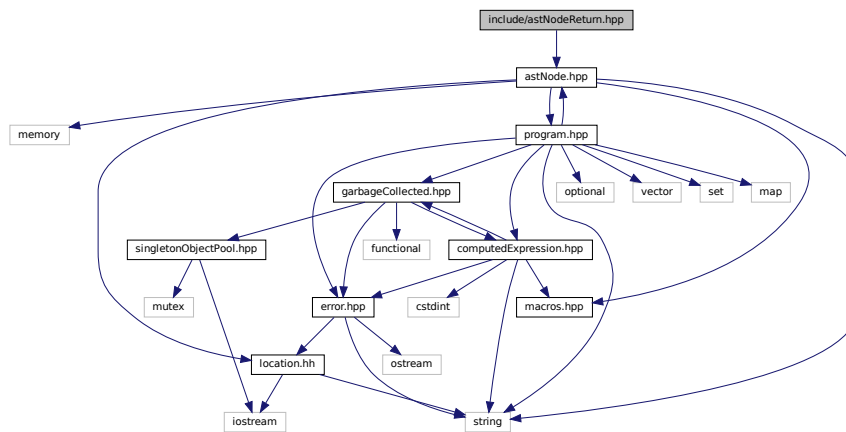 include/astNodeReturn.hpp
astNode.hpp
memory
program.hpp
garbageCollected.hpp
optional
vector
set
map
singletonObjectPool.hpp
functional
computedExpression.hpp
mutex
error.hpp
cstdint
macros.hpp
location.hh
ostream
iostream
string